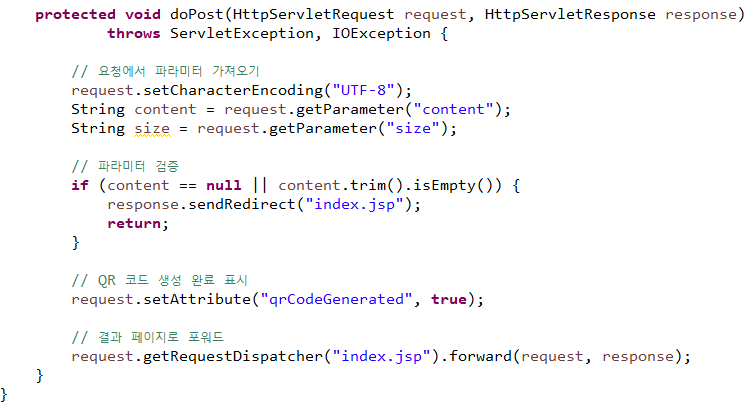 protected void doPost(HttpServletRequest request, HttpServletResponse response)
throws ServletException, IOException {
// 요청에서 파라미터 가져오기
request.setCharacterEncoding("UTF-8");
String content = request.getParameter("content");
String size = request.getParameter("size");
// 파라미터 검증
if (content == null || content.trim().isEmpty()) {
response.sendRedirect("index.jsp");
return;
}
// QR 코드 생성 완료 표시
request.setAttribute("qrCodeGenerated", true);
// 결과 페이지로 포워드
request.getRequestDispatcher("index.jsp").forward(request, response);
}
}